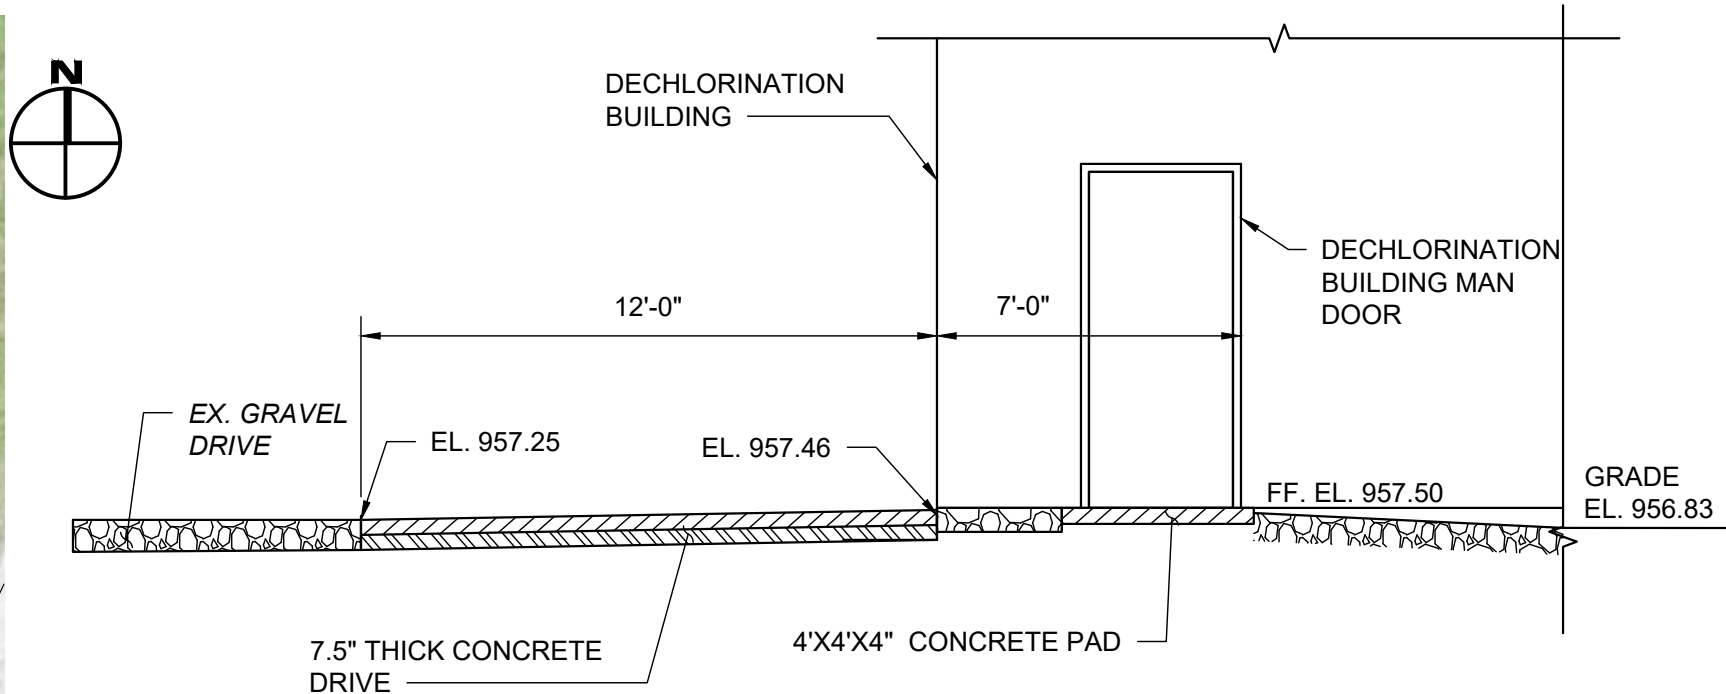 N
DECHLORINATION
BUILDING
DECHLORINATION
BUILDING MAN
DOOR
12'-0"
7'-0"
EX. GRAVEL
DRIVE
EL. 957.25
EL. 957.46
FF. EL. 957.50
GRADE
EL. 956.83
7.5" THICK CONCRETE
DRIVE
4'X4'X4" CONCRETE PAD